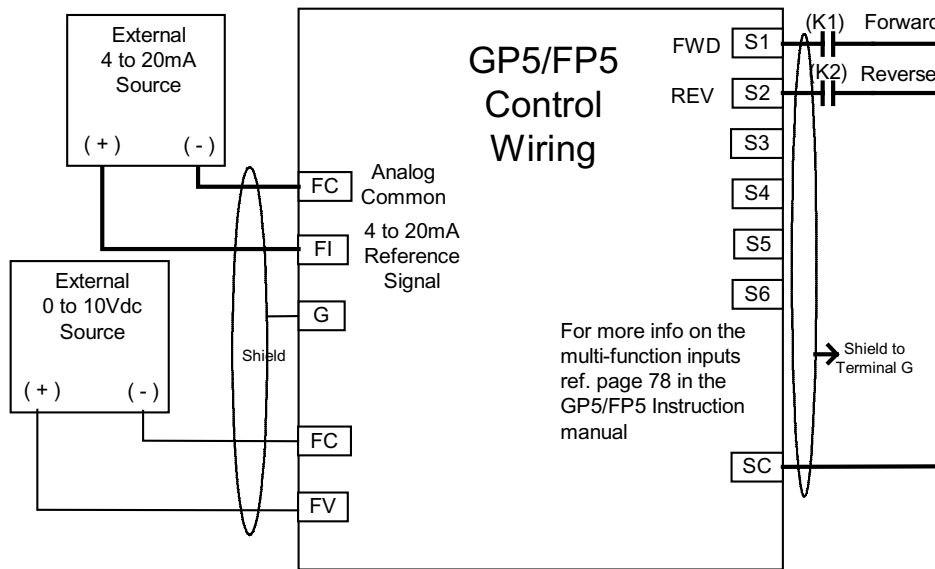 External
4 to 20mA
Source
( + )
( - )
External
0 to 10Vdc
Source
( + )
( - )
Shield
GP5/FP5
Control
Wiring
FC
Analog
Common
FI
4 to 20mA
Reference
Signal
G
FC
FV
FWD
S1
REV
S2
S3
S4
S5
S6
For more info on the
multi-function inputs
ref. page 78 in the
GP5/FP5 Instruction
manual
SC
(K1)
Forward
(K2)
Reverse
Shield to
Terminal G